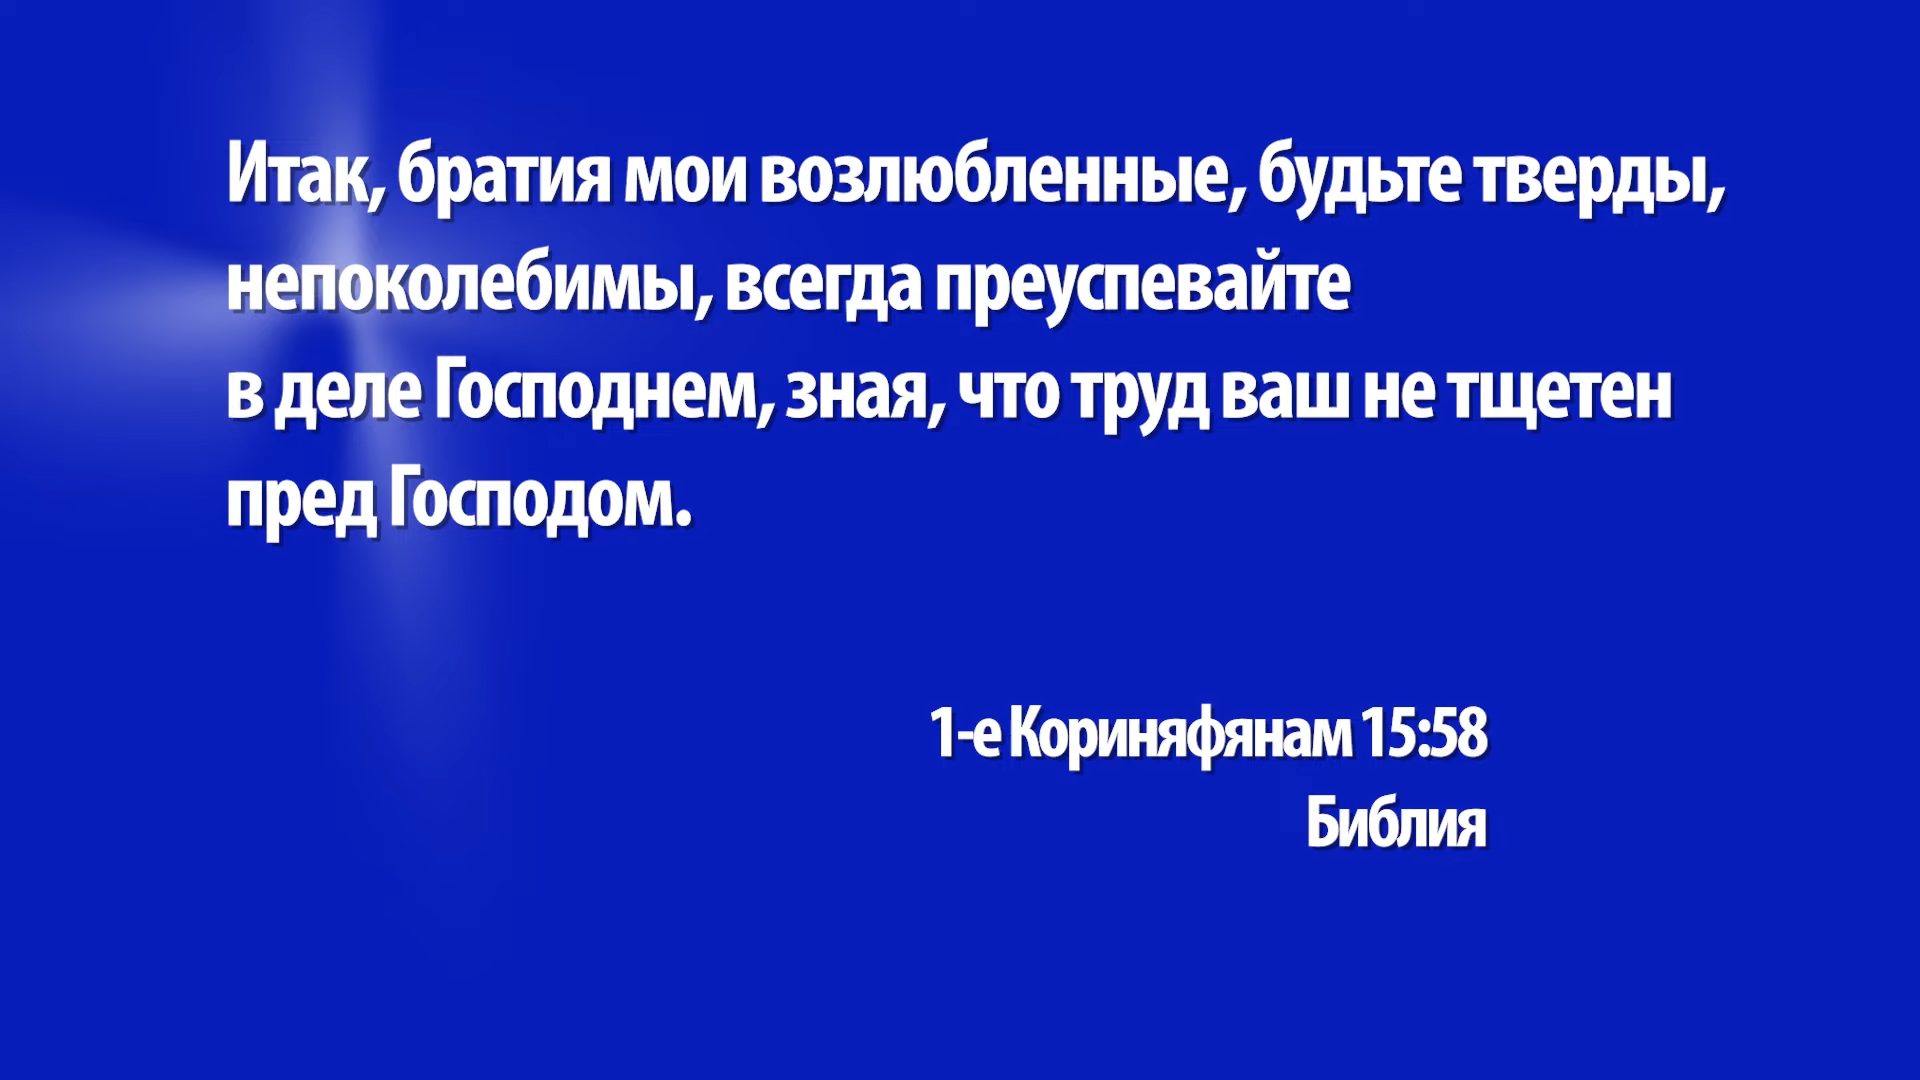 Итак, братия мои возлюбленные, будьте тверды,
непоколебимы, всегда преуспевайте
в деле Господнем, зная, что труд ваш не тщетен
пред Господом.
1-е Кориняфянам 15:58
Библия